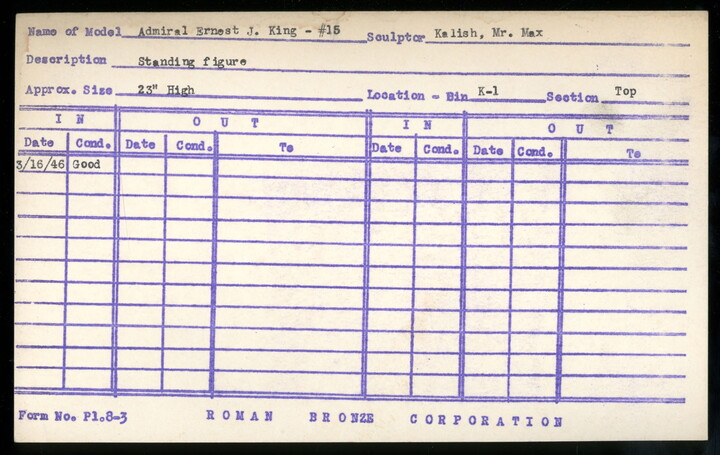 Name of Model Admiral Ernest J. King - #15 Sculptor Kalish, Mr. Max
Description Standing figure
Approx. Size 23" High Location - Bin K-1 Section Top
IN OUT IN OUT
Date Cond. Date Cond. To Date Cond. Date Cond. To
3/16/46 Good
Form No. Pl.8-3 ROMAN BRONZE CORPORATION